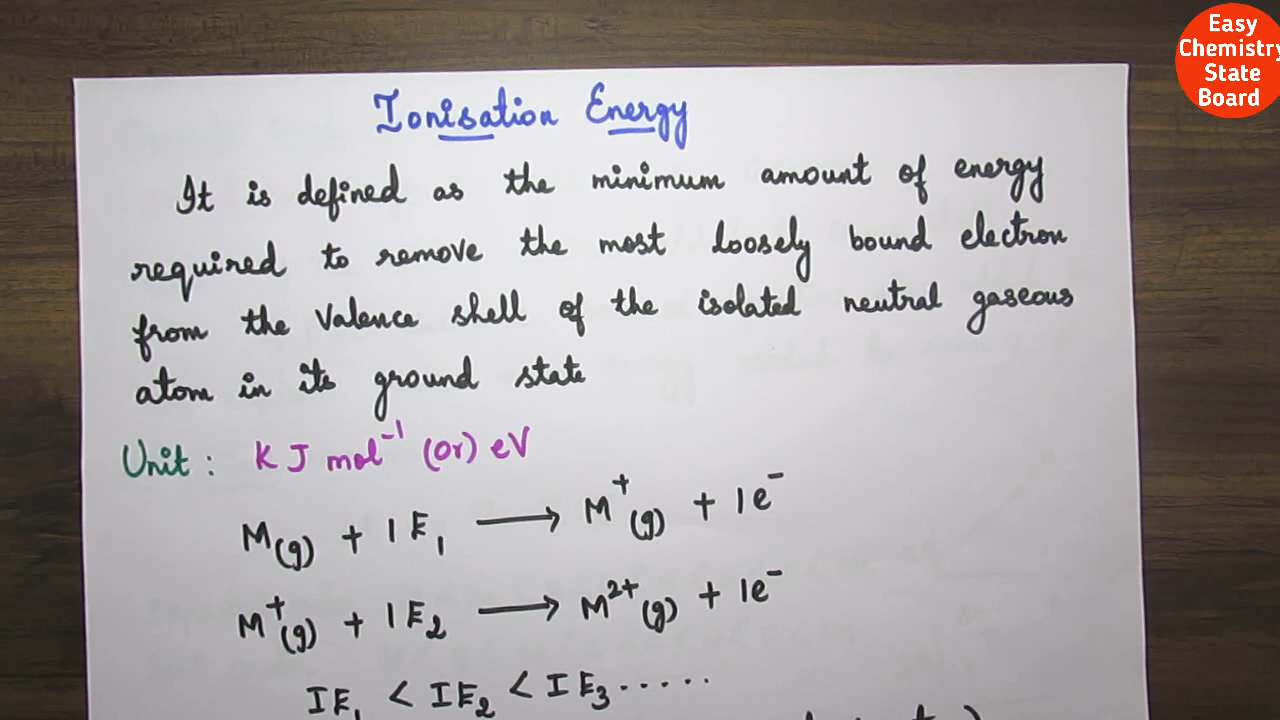 Easy
Chemistry
State
Board
Ionisation Energy
It is defined as the minimum amount of energy
required to remove the most loosely bound electron
from the valence shell of the isolated neutral gaseous
atom in its ground state
Unit : KJ mol⁻¹ (or) eV
M(g) + IE₁ ⟶ M⁺(g) + 1e⁻
M⁺(g) + IE₂ ⟶ M²⁺(g) + 1e⁻
IE₁ < IE₂ < IE₃ ......